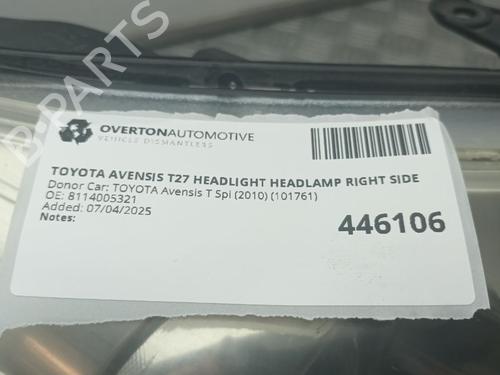 B-PARTS
OVERTONAUTOMOTIVE
VEHICLE DISMANTLERS
TOYOTA AVENSIS T27 HEADLIGHT HEADLAMP RIGHT SIDE
Donor Car: TOYOTA Avensis T Spi (2010) (101761)
OE: 8114005321
Added: 07/04/2025
Notes:
446106